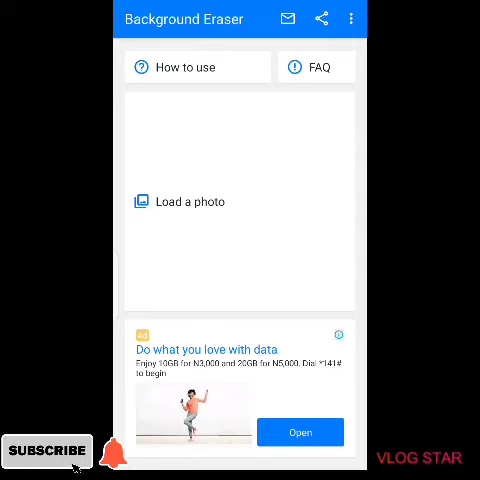 Background Eraser
How to use
FAQ
Load a photo
Ad
Do what you love with data
Enjoy 10GB for N3,000 and 20GB for N5,000. Dial *141#
to begin
Open
SUBSCRIBE
VLOG STAR